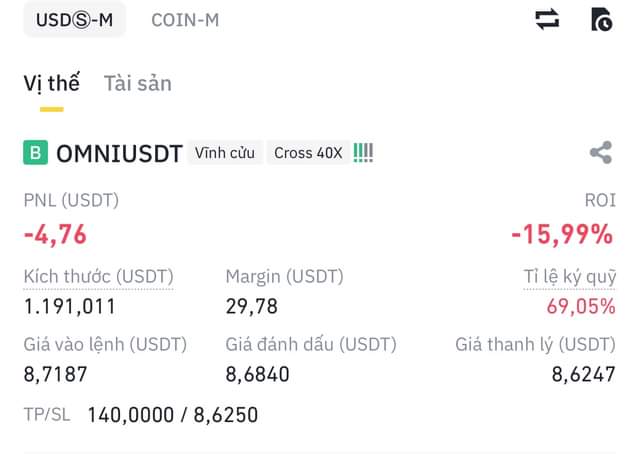 USDⓈ-M COIN-M
Vị thế Tài sản
B OMNIUSDT Vĩnh cửu Cross 40X !!!!
PNL (USDT) ROI
-4,76 -15,99%
Kích thước (USDT) Margin (USDT) Tỉ lệ ký quỹ
1.191,011 29,78 69,05%
Giá vào lệnh (USDT) Giá đánh dấu (USDT) Giá thanh lý (USDT)
8,7187 8,6840 8,6247
TP/SL 140,0000 / 8,6250